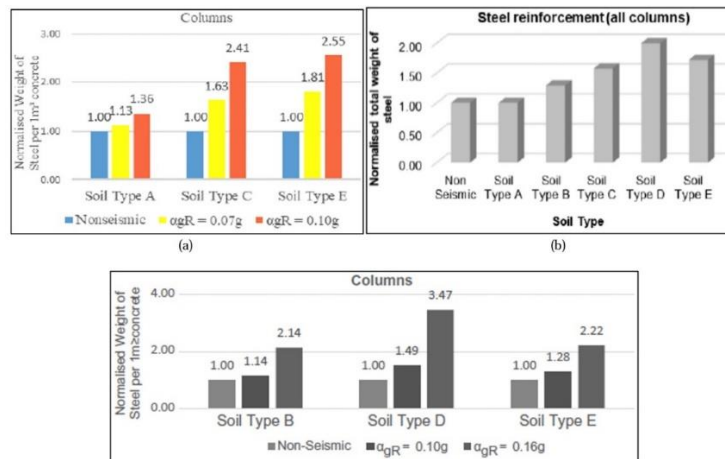 Columns
Normalised Weight of
Steel per 1m³ concrete
3.00
2.00
1.00
0.00
1.00
1.13
1.36
1.00
1.63
2.41
1.00
1.81
2.55
Soil Type A
Soil Type C
Soil Type E
Nonseismic
αgR = 0.07g
αgR = 0.10g
(a)
Steel reinforcement (all columns)
Normalised total weight of
steel
2.00
1.50
1.00
0.50
0.00
Non Seismic
Soil Type A
Soil Type B
Soil Type C
Soil Type D
Soil Type E
Soil Type
(b)
Columns
Normalised Weight of
Steel per 1m≥concrete
4.00
2.00
0.00
1.00
1.14
2.14
1.00
1.49
3.47
1.00
1.28
2.22
Soil Type B
Soil Type D
Soil Type E
Non-Seismic
αgR = 0.10g
αgR = 0.16g